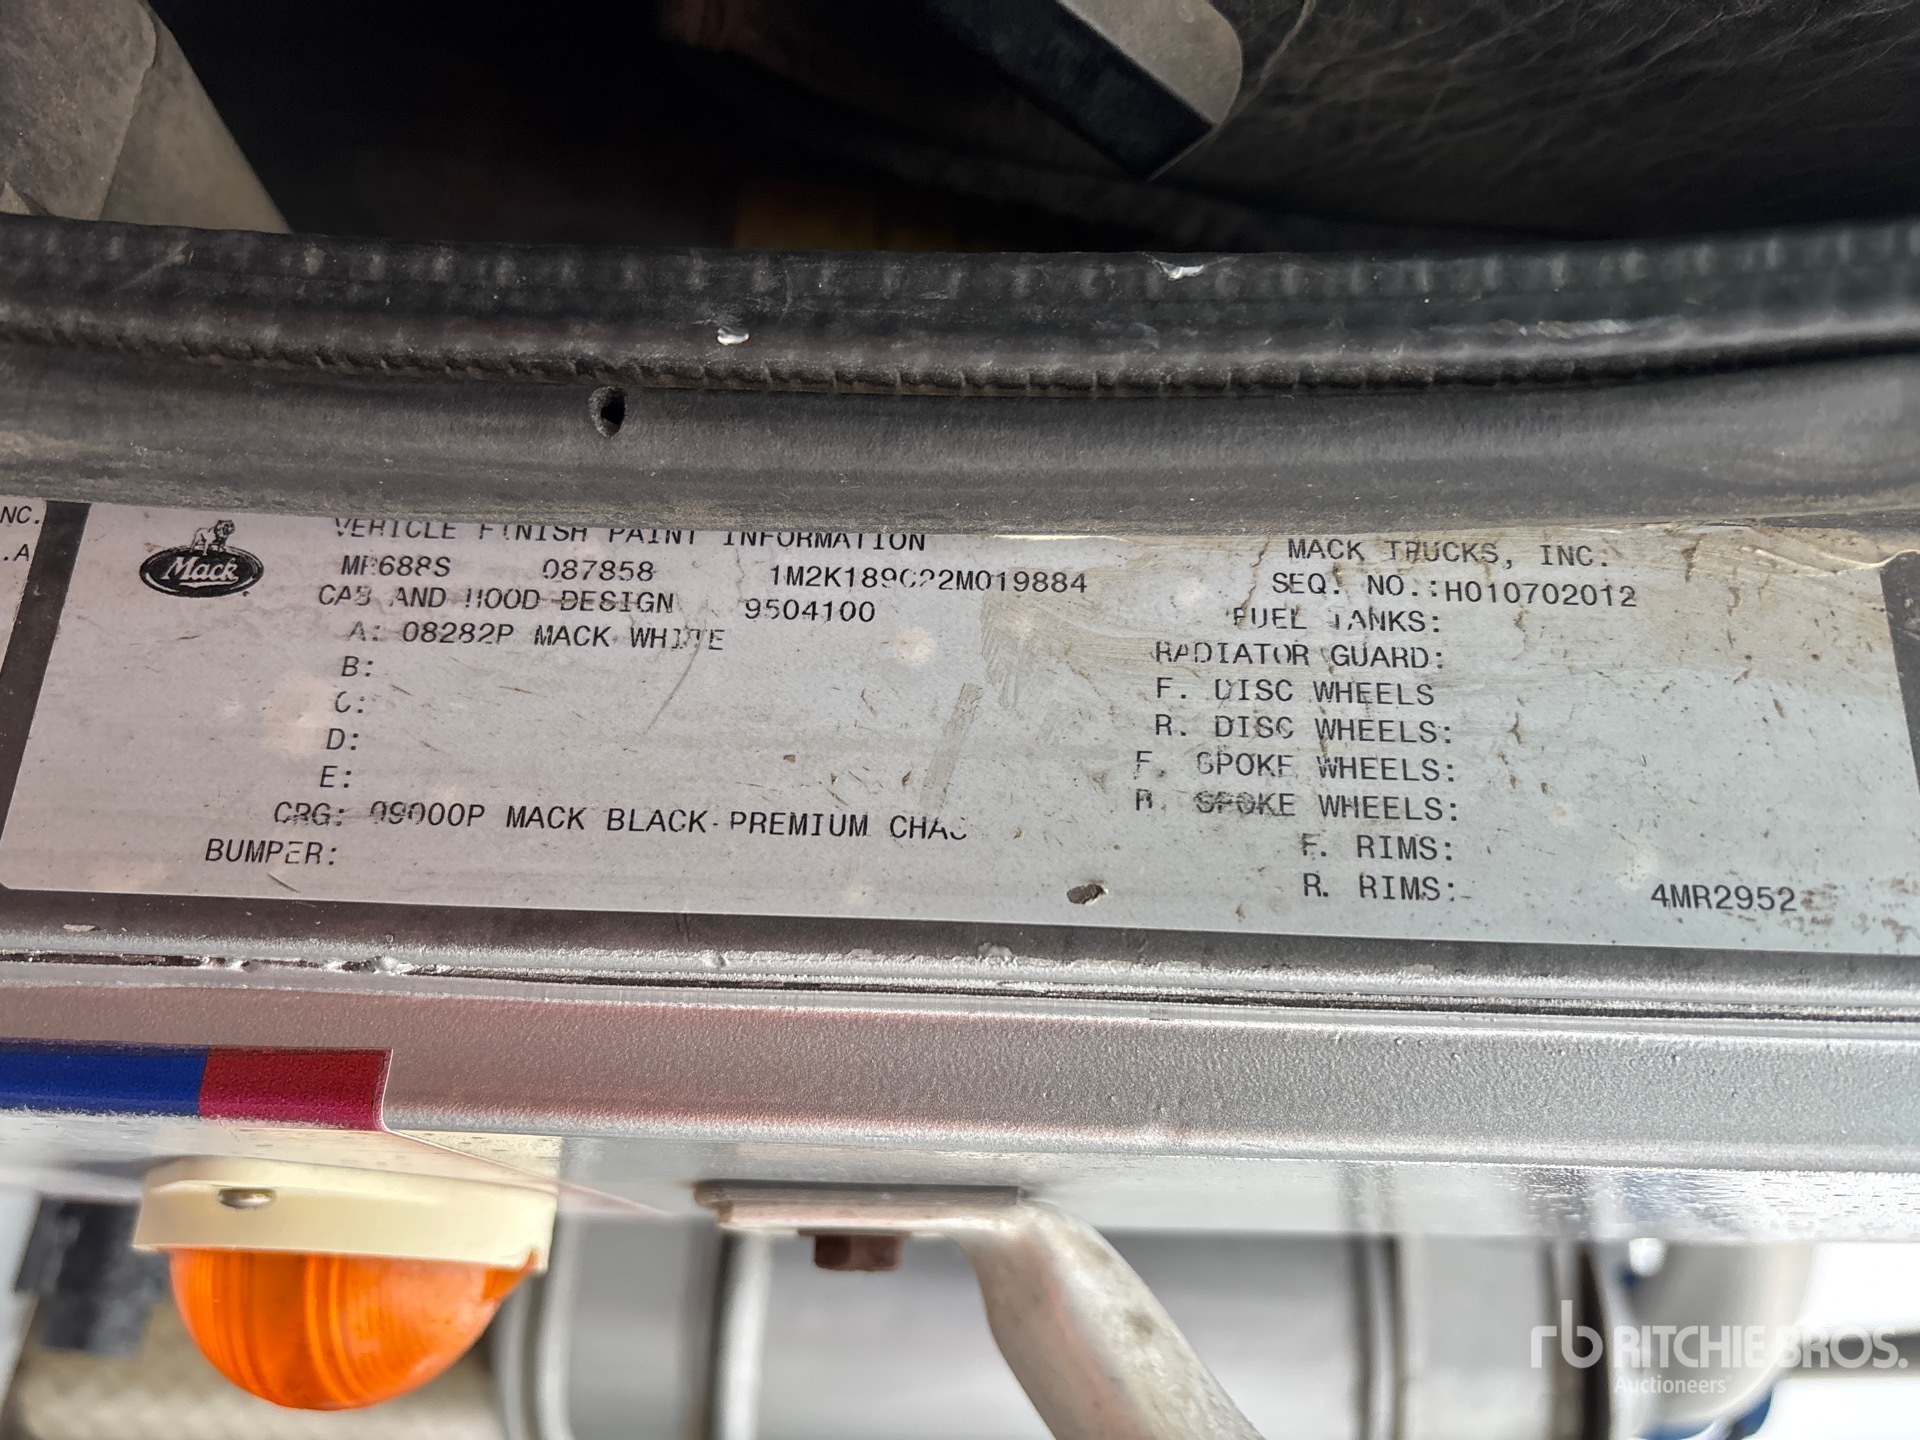 NC.
.A
Mack
VEHICLE FINISH PAINT INFORMATION
MR688S 087858 1M2K189C22M019884
CAB AND HOOD DESIGN 9504100
A: 08282P MACK WHITE
B:
C:
D:
E:
CRG: 09000P MACK BLACK-PREMIUM CHAS
BUMPER:
MACK TRUCKS, INC.
SEQ. NO.:H010702012
FUEL TANKS:
RADIATOR GUARD:
F. DISC WHEELS
R. DISC WHEELS:
F. SPOKE WHEELS:
R. SPOKE WHEELS:
F. RIMS:
R. RIMS:
4MR2952
rb RITCHIE BROS.
Auctioneers